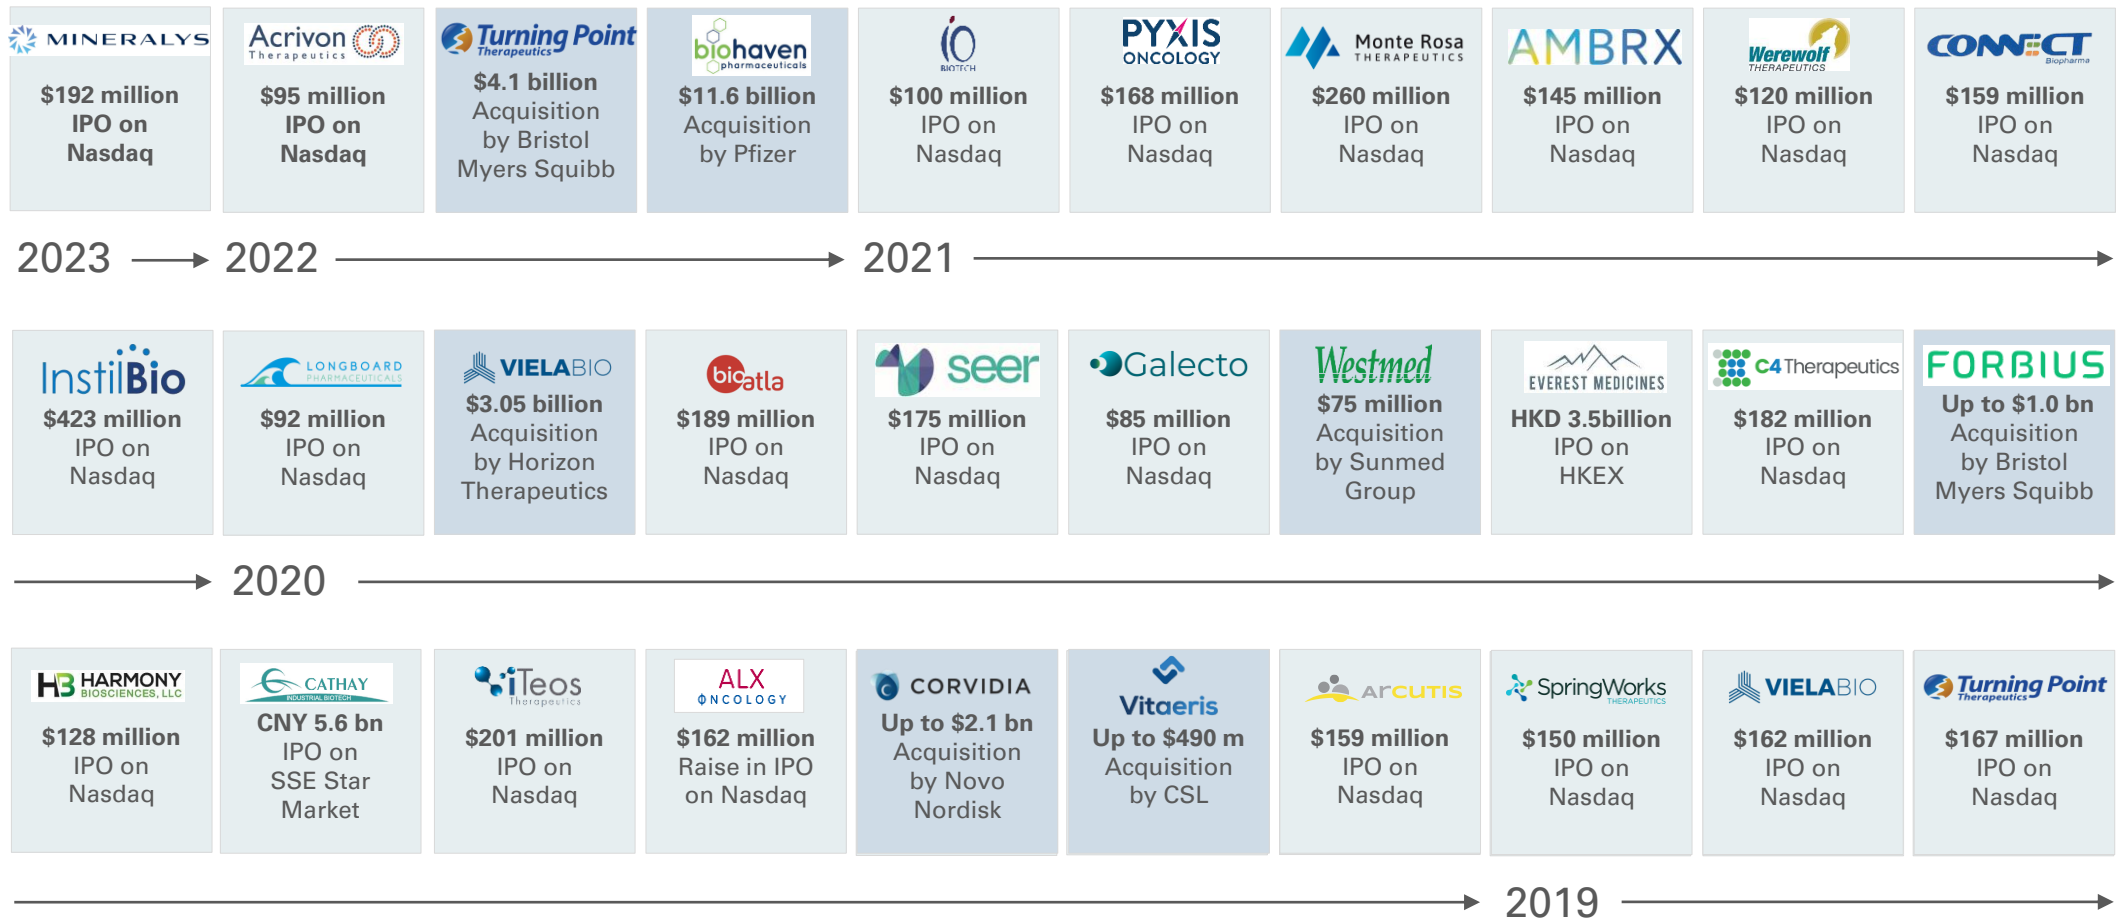 MINERALYS
$192 million
IPO on
Nasdaq
Acrivon
Therapeutics
$95 million
IPO on
Nasdaq
Turning Point
Therapeutics
$4.1 billion
Acquisition
by Bristol
Myers Squibb
biohaven
pharmaceuticals
$11.6 billion
Acquisition
by Pfizer
iO
BIOTECH
$100 million
IPO on
Nasdaq
PYXIS
ONCOLOGY
$168 million
IPO on
Nasdaq
Monte Rosa
THERAPEUTICS
$260 million
IPO on
Nasdaq
AMBRX
$145 million
IPO on
Nasdaq
Werewolf
THERAPEUTICS
$120 million
IPO on
Nasdaq
CONNECT
Biopharma
$159 million
IPO on
Nasdaq
2023
2022
2021
InstilBio
$423 million
IPO on
Nasdaq
LONGBOARD
PHARMACEUTICALS
$92 million
IPO on
Nasdaq
VIELABIO
$3.05 billion
Acquisition
by Horizon
Therapeutics
bioatla
$189 million
IPO on
Nasdaq
seer
$175 million
IPO on
Nasdaq
Galecto
$85 million
IPO on
Nasdaq
Westmed
$75 million
Acquisition
by Sunmed
Group
EVEREST MEDICINES
HKD 3.5billion
IPO on
HKEX
C4 Therapeutics
$182 million
IPO on
Nasdaq
FORBIUS
Up to $1.0 bn
Acquisition
by Bristol
Myers Squibb
2020
HB HARMONY
BIOSCIENCES, LLC
$128 million
IPO on
Nasdaq
CATHAY
INDUSTRIAL BIOTECH
CNY 5.6 bn
IPO on
SSE Star
Market
iTeos
Therapeutics
$201 million
IPO on
Nasdaq
ALX
ONCOLOGY
$162 million
Raise in IPO
on Nasdaq
CORVIDIA
Up to $2.1 bn
Acquisition
by Novo
Nordisk
Vitaeris
Up to $490 m
Acquisition
by CSL
ArCUTIS
$159 million
IPO on
Nasdaq
SpringWorks
THERAPEUTICS
$150 million
IPO on
Nasdaq
VIELABIO
$162 million
IPO on
Nasdaq
Turning Point
Therapeutics
$167 million
IPO on
Nasdaq
2019